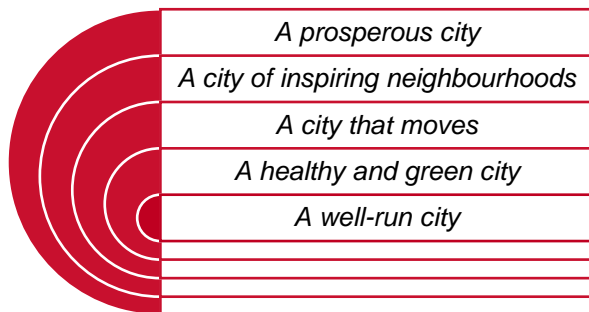 A prosperous city
A city of inspiring neighbourhoods
A city that moves
A healthy and green city
A well-run city